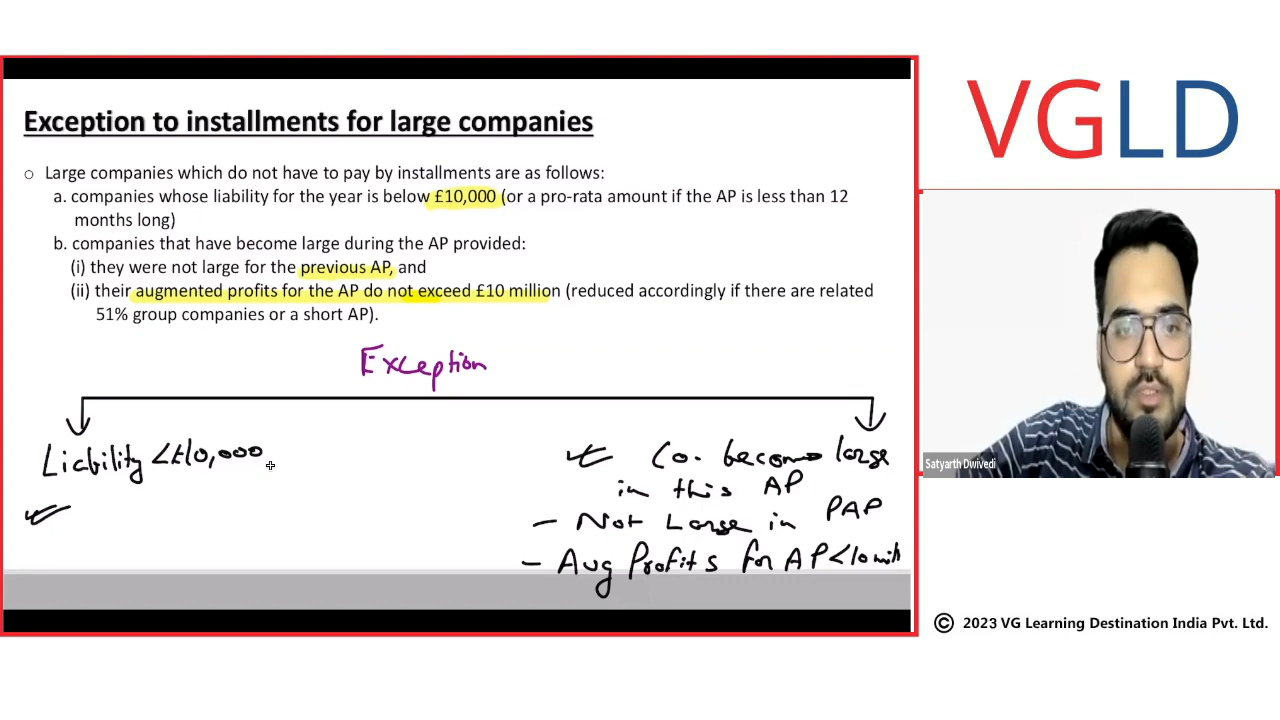 Exception to installments for large companies
Large companies which do not have to pay by installments are as follows:
a. companies whose liability for the year is below £10,000 (or a pro-rata amount if the AP is less than 12
months long)
b. companies that have become large during the AP provided:
(i) they were not large for the previous AP, and
(ii) their augmented profits for the AP do not exceed £10 million (reduced accordingly if there are related
51% group companies or a short AP).
Exception
Liability <£10,000
Co. become large
in this AP
- Not Large in PAP
- Aug Profits for AP <10 mill
VGLD
Satyarth Dwivedi
© 2023 VG Learning Destination India Pvt. Ltd.